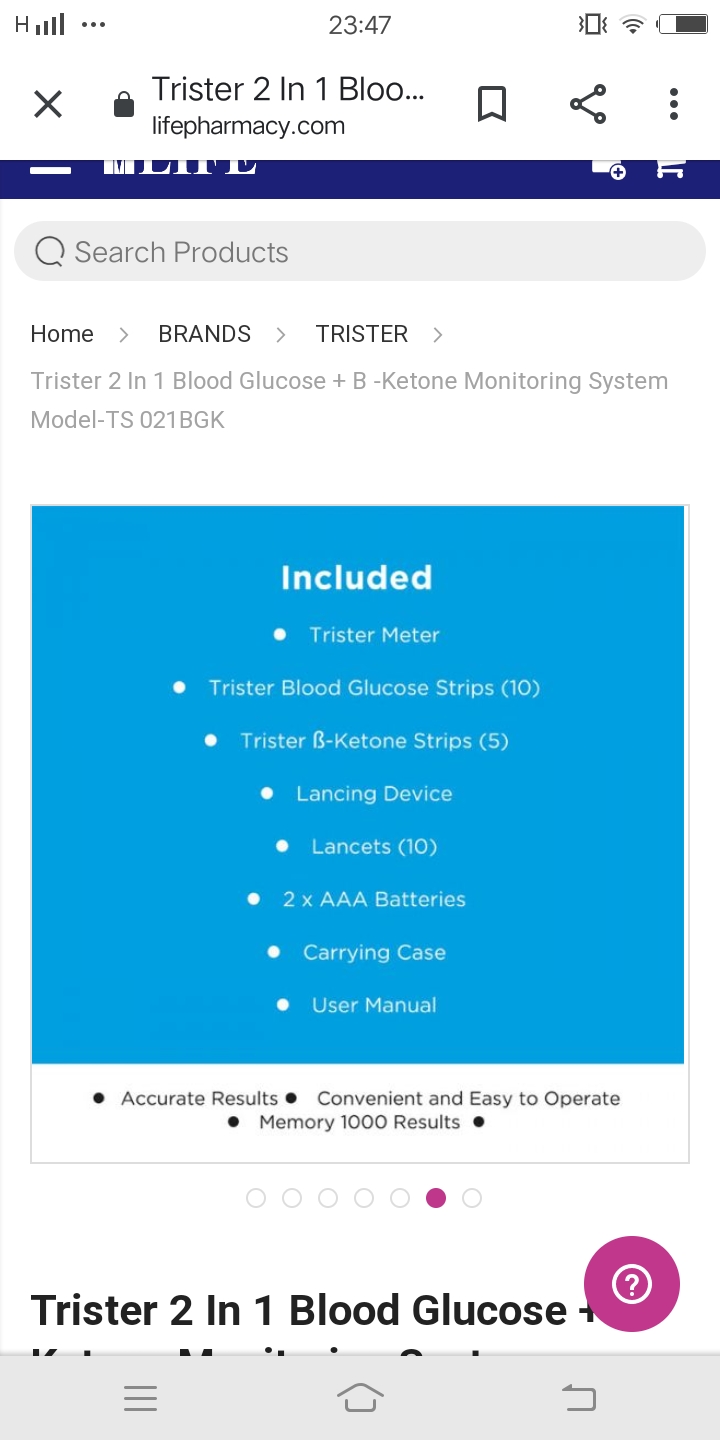 H
23:47
Trister 2 In 1 Bloo...
lifepharmacy.com
LIFE
Search Products
Home > BRANDS > TRISTER >
Trister 2 In 1 Blood Glucose + B -Ketone Monitoring System
Model-TS 021BGK
Included
• Trister Meter
• Trister Blood Glucose Strips (10)
• Trister ß-Ketone Strips (5)
• Lancing Device
• Lancets (10)
• 2 x AAA Batteries
• Carrying Case
• User Manual
• Accurate Results • Convenient and Easy to Operate
• Memory 1000 Results •
Trister 2 In 1 Blood Glucose +